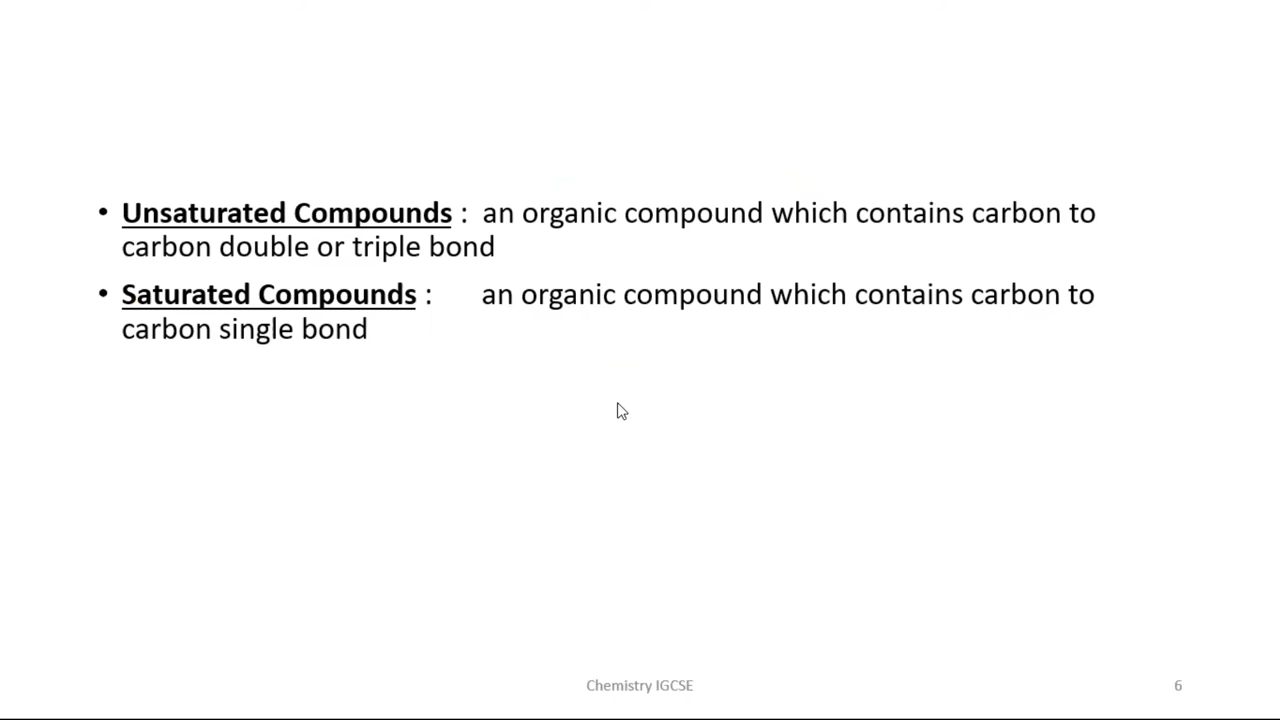 • Unsaturated Compounds : an organic compound which contains carbon to
carbon double or triple bond
• Saturated Compounds : an organic compound which contains carbon to
carbon single bond
Chemistry IGCSE
6